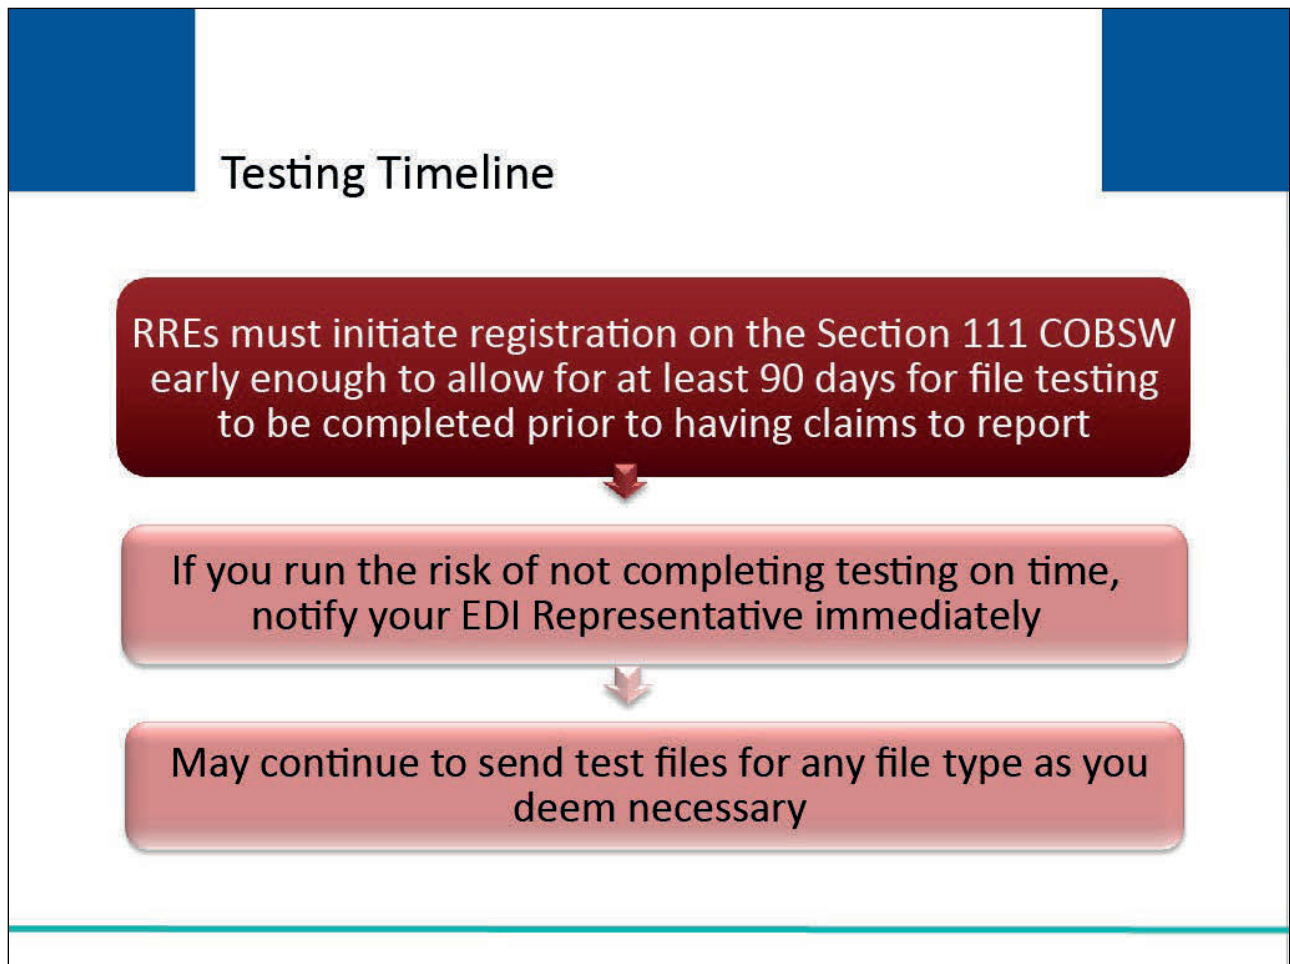 Testing Timeline
RREs must initiate registration on the Section 111 COBSW
early enough to allow for at least 90 days for file testing
to be completed prior to having claims to report
If you run the risk of not completing testing on time,
notify your EDI Representative immediately
May continue to send test files for any file type as you
deem necessary